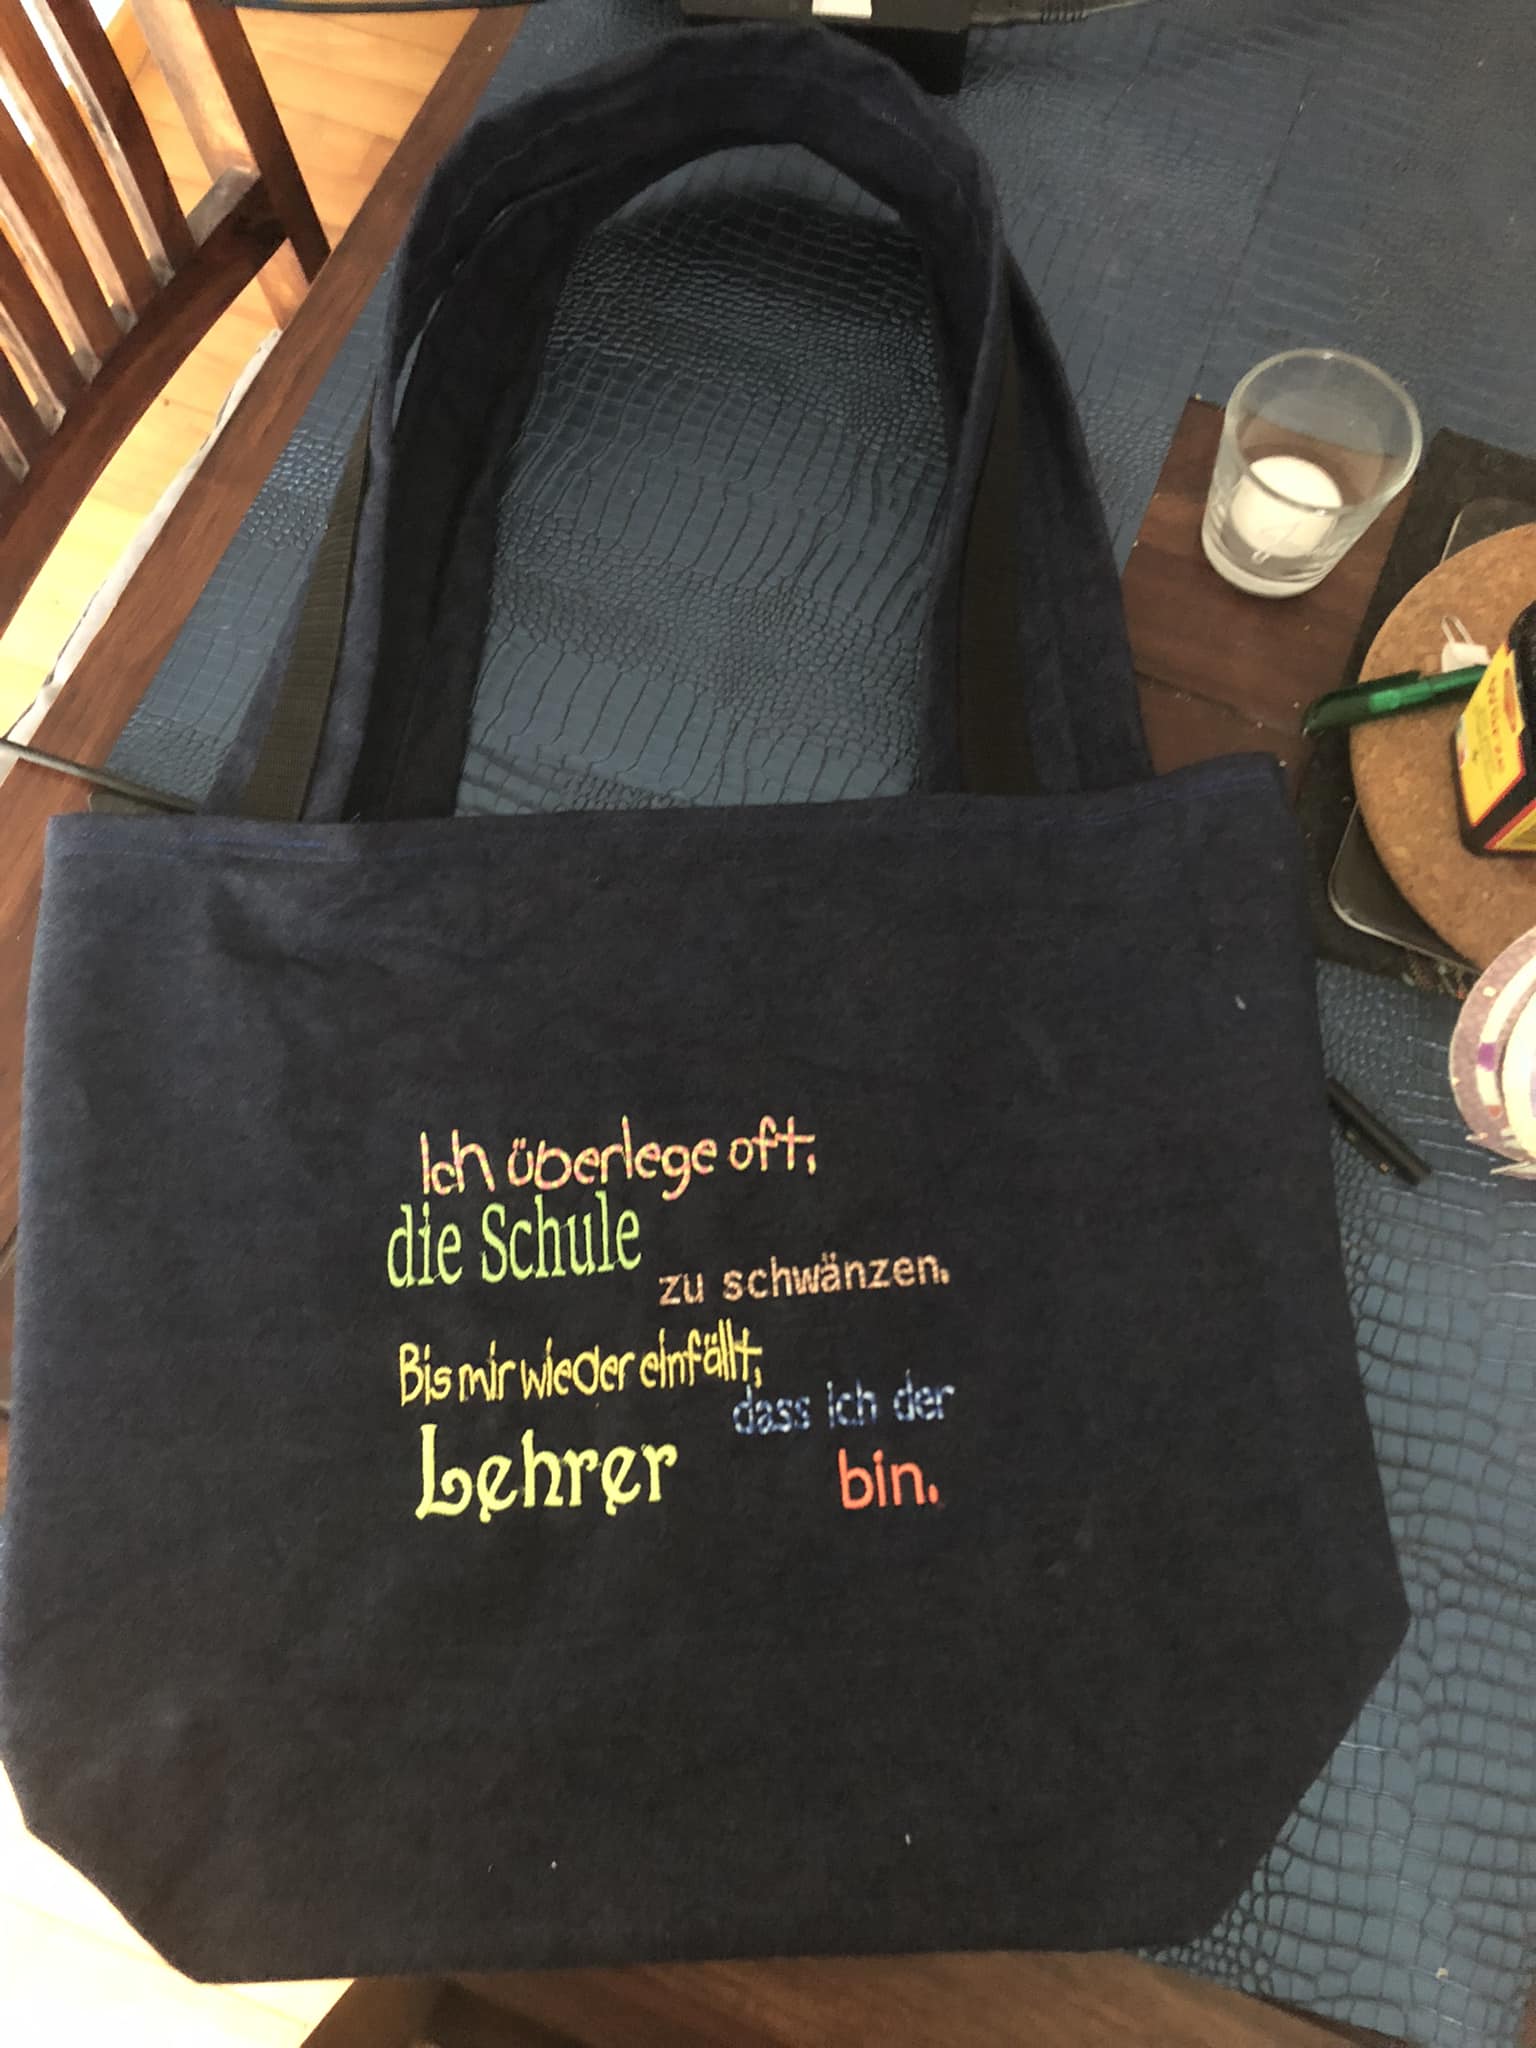 Ich überlege oft,
die Schule
zu schwänzen.
Bis mir wieder einfällt,
dass ich der
Lehrer
bin.